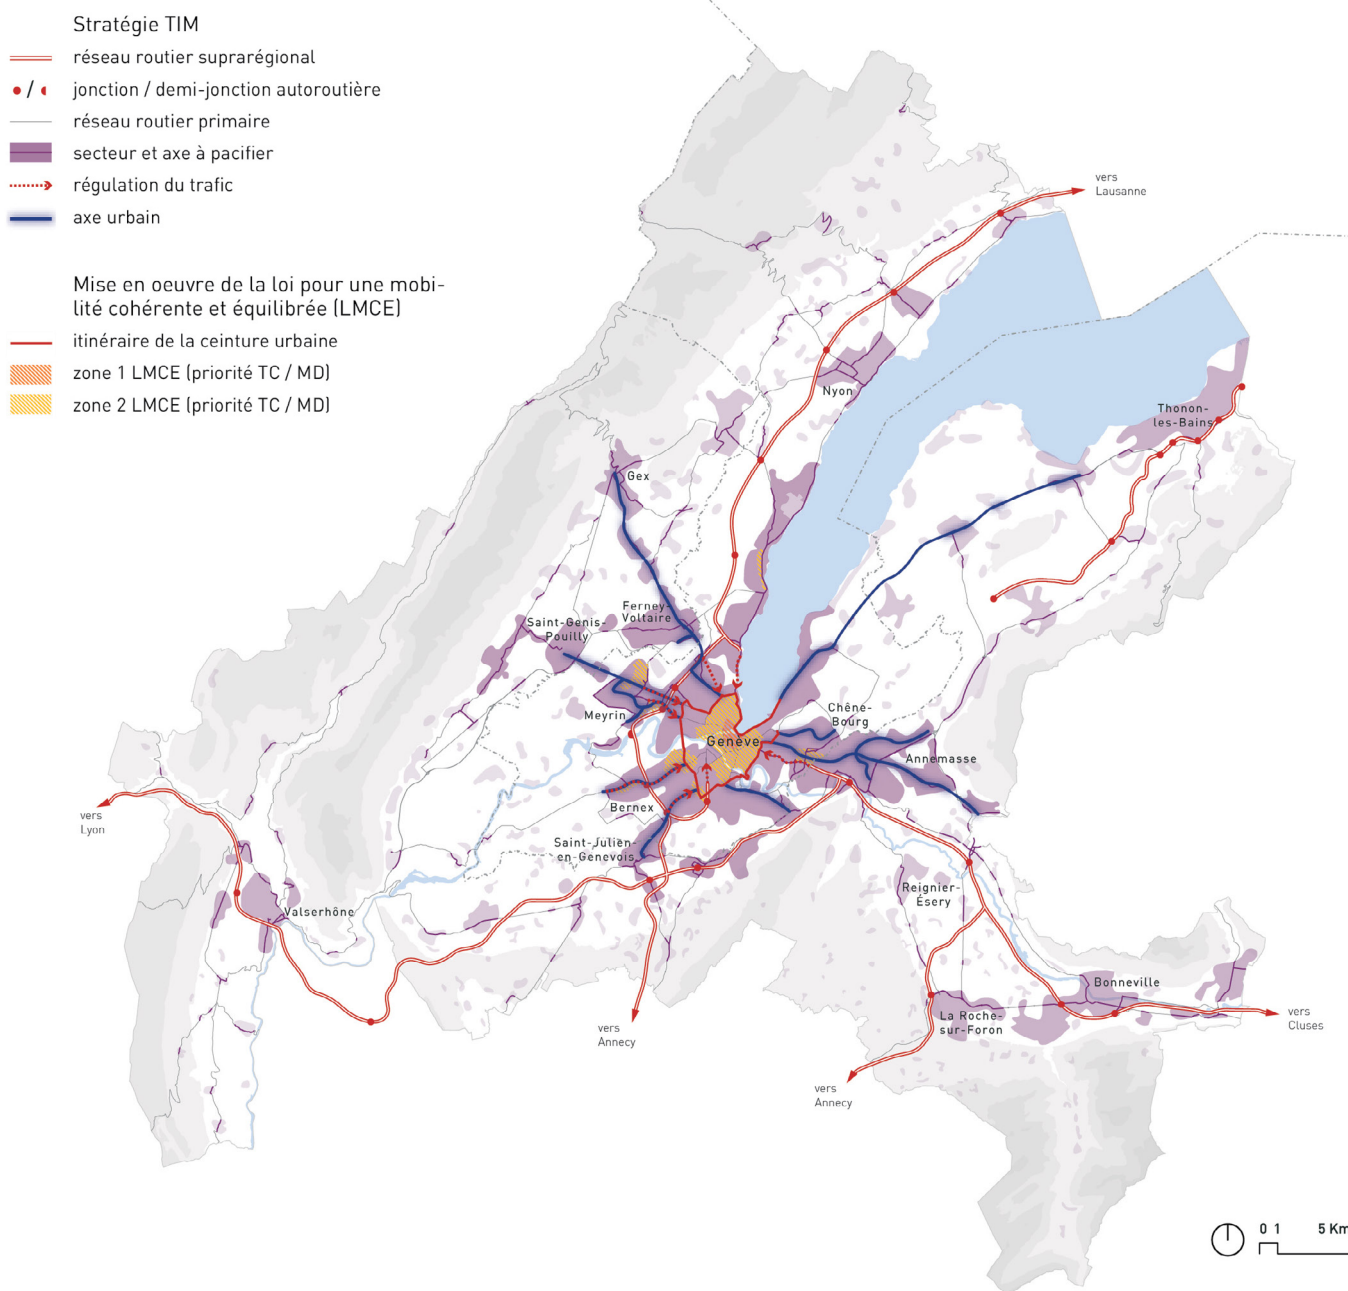 Stratégie TIM
réseau routier suprarégional
/
jonction / demi-jonction autoroutière
réseau routier primaire
secteur et axe à pacifier
régulation du trafic
axe urbain
Mise en oeuvre de la loi pour une mobi-
lité cohérente et équilibrée (LMCE)
itinéraire de la ceinture urbaine
zone 1 LMCE (priorité TC / MD)
zone 2 LMCE (priorité TC / MD)
vers
Lausanne
Nyon
Thonon-
les-Bains
Gex
Ferney-
Voltaire
Saint-Genis-
Pouilly
Meyrin
Chêne-
Bourg
Genève
Annemasse
Bernex
vers
Lyon
Saint-Julien-
en-Genevois
Reignier-
Ésery
Valserhône
Bonneville
La Roche-
sur-Foron
vers
Cluses
vers
Annecy
vers
Annecy
0 1 5 Km